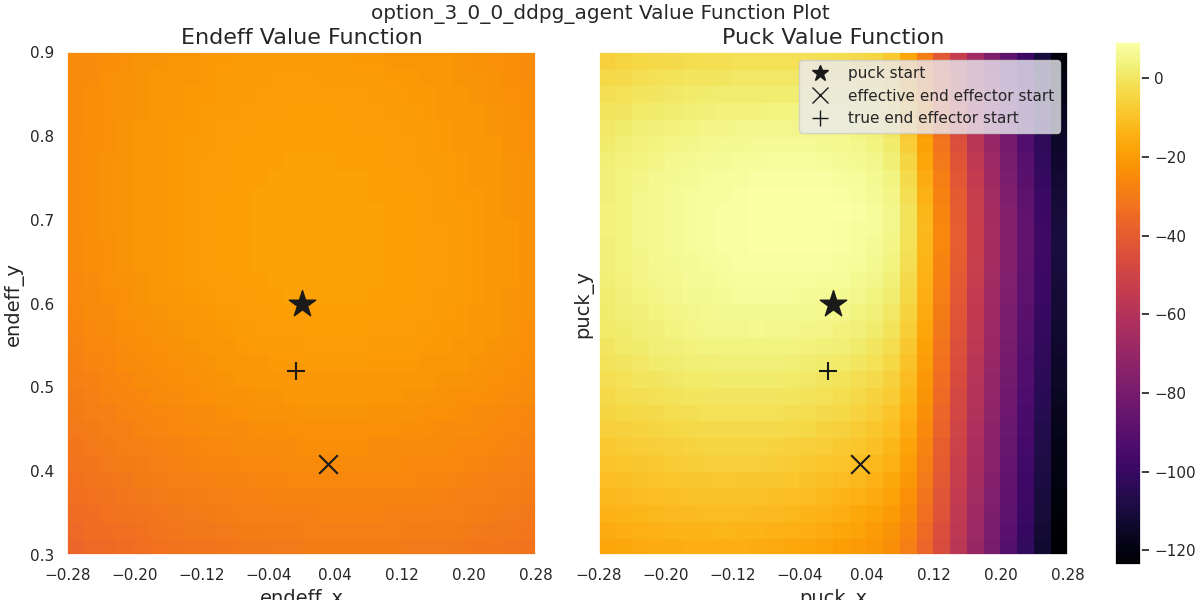 option_3_0_0_ddpg_agent Value Function Plot
Endeff Value Function
Puck Value Function
puck start
effective end effector start
true end effector start
endeff_y
0.9
0.8
0.7
0.6
0.5
0.4
0.3
−0.28 −0.20 −0.12 −0.04 0.04 0.12 0.20 0.28
endeff_x
puck_y
−0.28 −0.20 −0.12 −0.04 0.04 0.12 0.20 0.28
puck_x
0
−20
−40
−60
−80
−100
−120